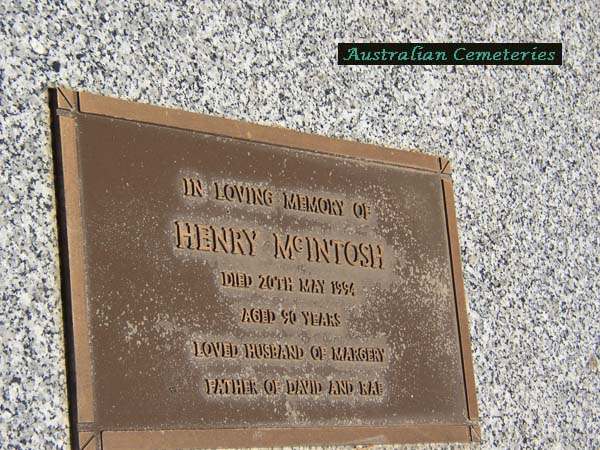 Australian Cemeteries
IN LOVING MEMORY OF
HENRY McINTOSH
DIED 20TH MAY 1994
AGED 90 YEARS
LOVED HUSBAND OF MARGERY
FATHER OF DAVID AND RAE